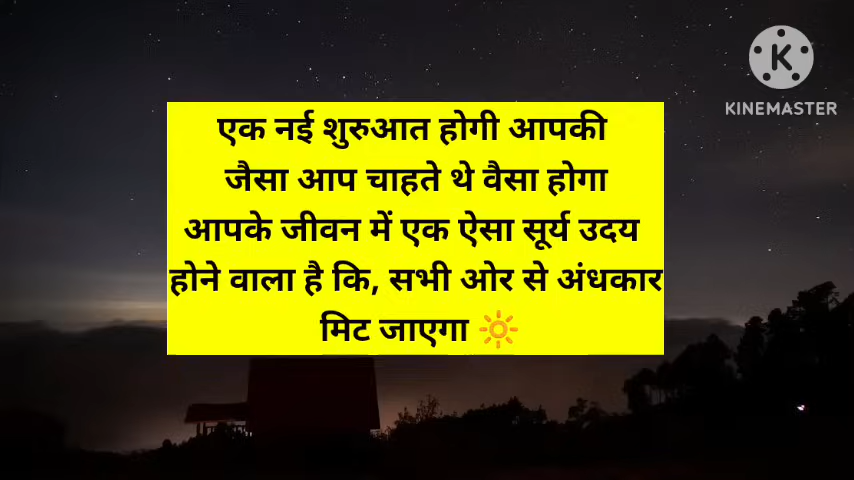 एक नई शुरुआत होगी आपकी
जैसा आप चाहते थे वैसा होगा
आपके जीवन में एक ऐसा सूर्य उदय
होने वाला है कि, सभी ओर से अंधकार
मिट जाएगा 🔆
KINEMASTER